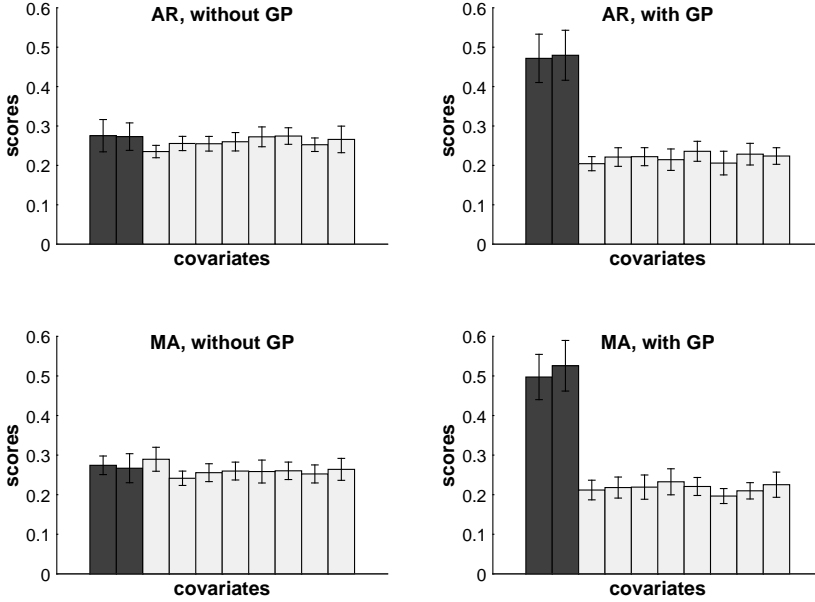 AR, without GP
0.6
0.5
0.4
0.3
0.2
0.1
0
scores
covariates
AR, with GP
0.6
0.5
0.4
0.3
0.2
0.1
0
scores
covariates
MA, without GP
0.6
0.5
0.4
0.3
0.2
0.1
0
scores
covariates
MA, with GP
0.6
0.5
0.4
0.3
0.2
0.1
0
scores
covariates